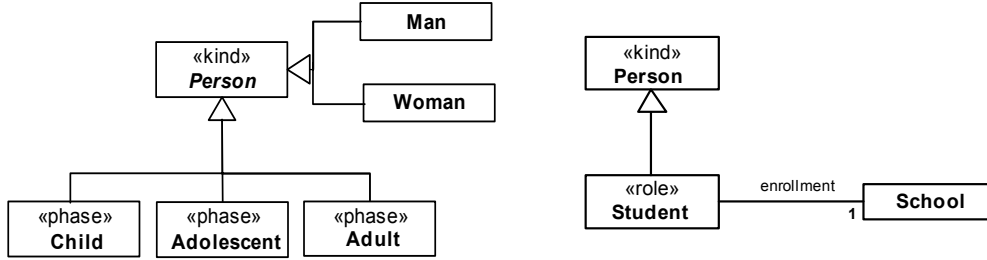 Man
«kind»
Person
Woman
«phase»
Child
«phase»
Adolescent
«phase»
Adult
«kind»
Person
«role»
Student
enrollment
1
School